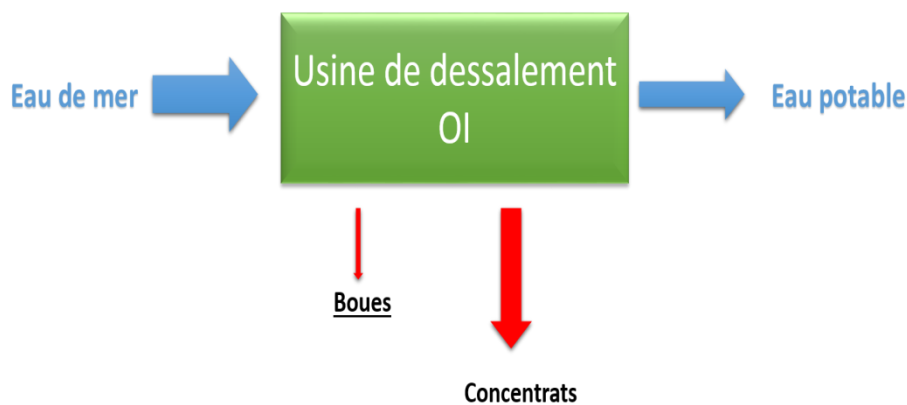 Usine de dessalement
OI
Eau de mer
Eau potable
Boues
Concentrats